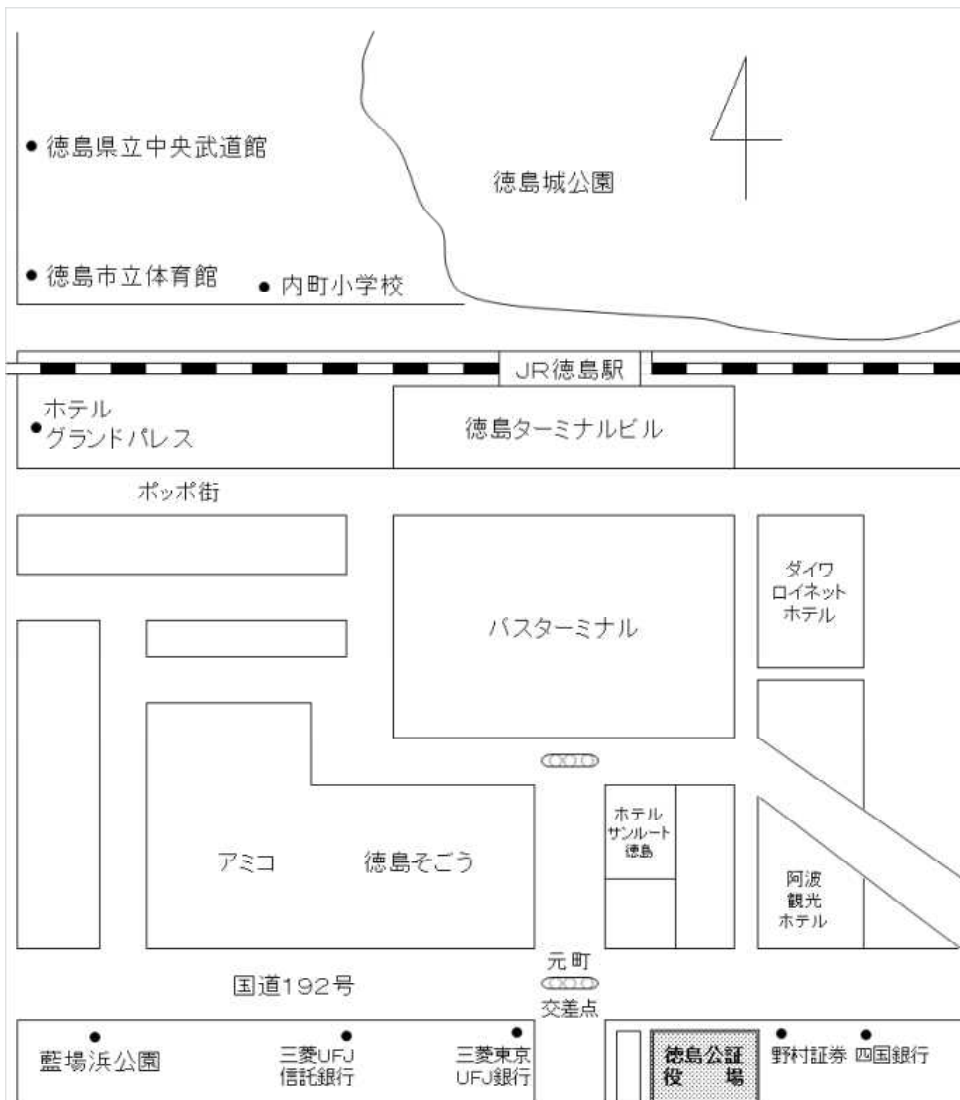 徳島県立中央武道館
徳島城公園
徳島市立体育館
内町小学校
JR徳島駅
ホテル
グランドパレス
徳島ターミナルビル
ポッポ街
ダイワ
ロイネット
ホテル
バスターミナル
ホテル
サンルート
徳島
アミコ
徳島そごう
阿波
観光
ホテル
元町
国道192号
交差点
藍場浜公園
三菱UFJ
信託銀行
三菱東京
UFJ銀行
徳島公証
役 場
野村証券
四国銀行